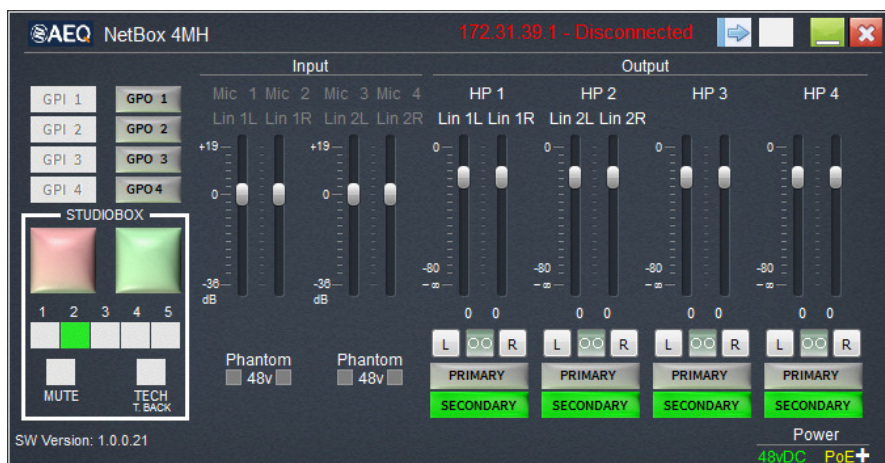 AEQ NetBox 4MH 172.31.39.1 - Disconnected
Input Output
GPI 1 GPO 1 Mic 1 Mic 2 Mic 3 Mic 4 HP 1 HP 2 HP 3 HP 4
Lin 1L Lin 1R Lin 2L Lin 2R Lin 1L Lin 1R Lin 2L Lin 2R
GPI 2 GPO 2
+19 +19 0 0 0 0
GPI 3 GPO 3
GPI 4 GPO 4 0 0
STUDIOBOX
-80 -80 -80 -80
-36 -36 -∞ -∞ -∞ -∞
dB dB
1 2 3 4 5 0 0 0 0 0 0 0 0
L R L R L R L R
Phantom Phantom
48v 48v PRIMARY PRIMARY PRIMARY PRIMARY
MUTE TECH
T. BACK
SECONDARY SECONDARY SECONDARY SECONDARY
SW Version: 1.0.0.21 Power
48vDC PoE+